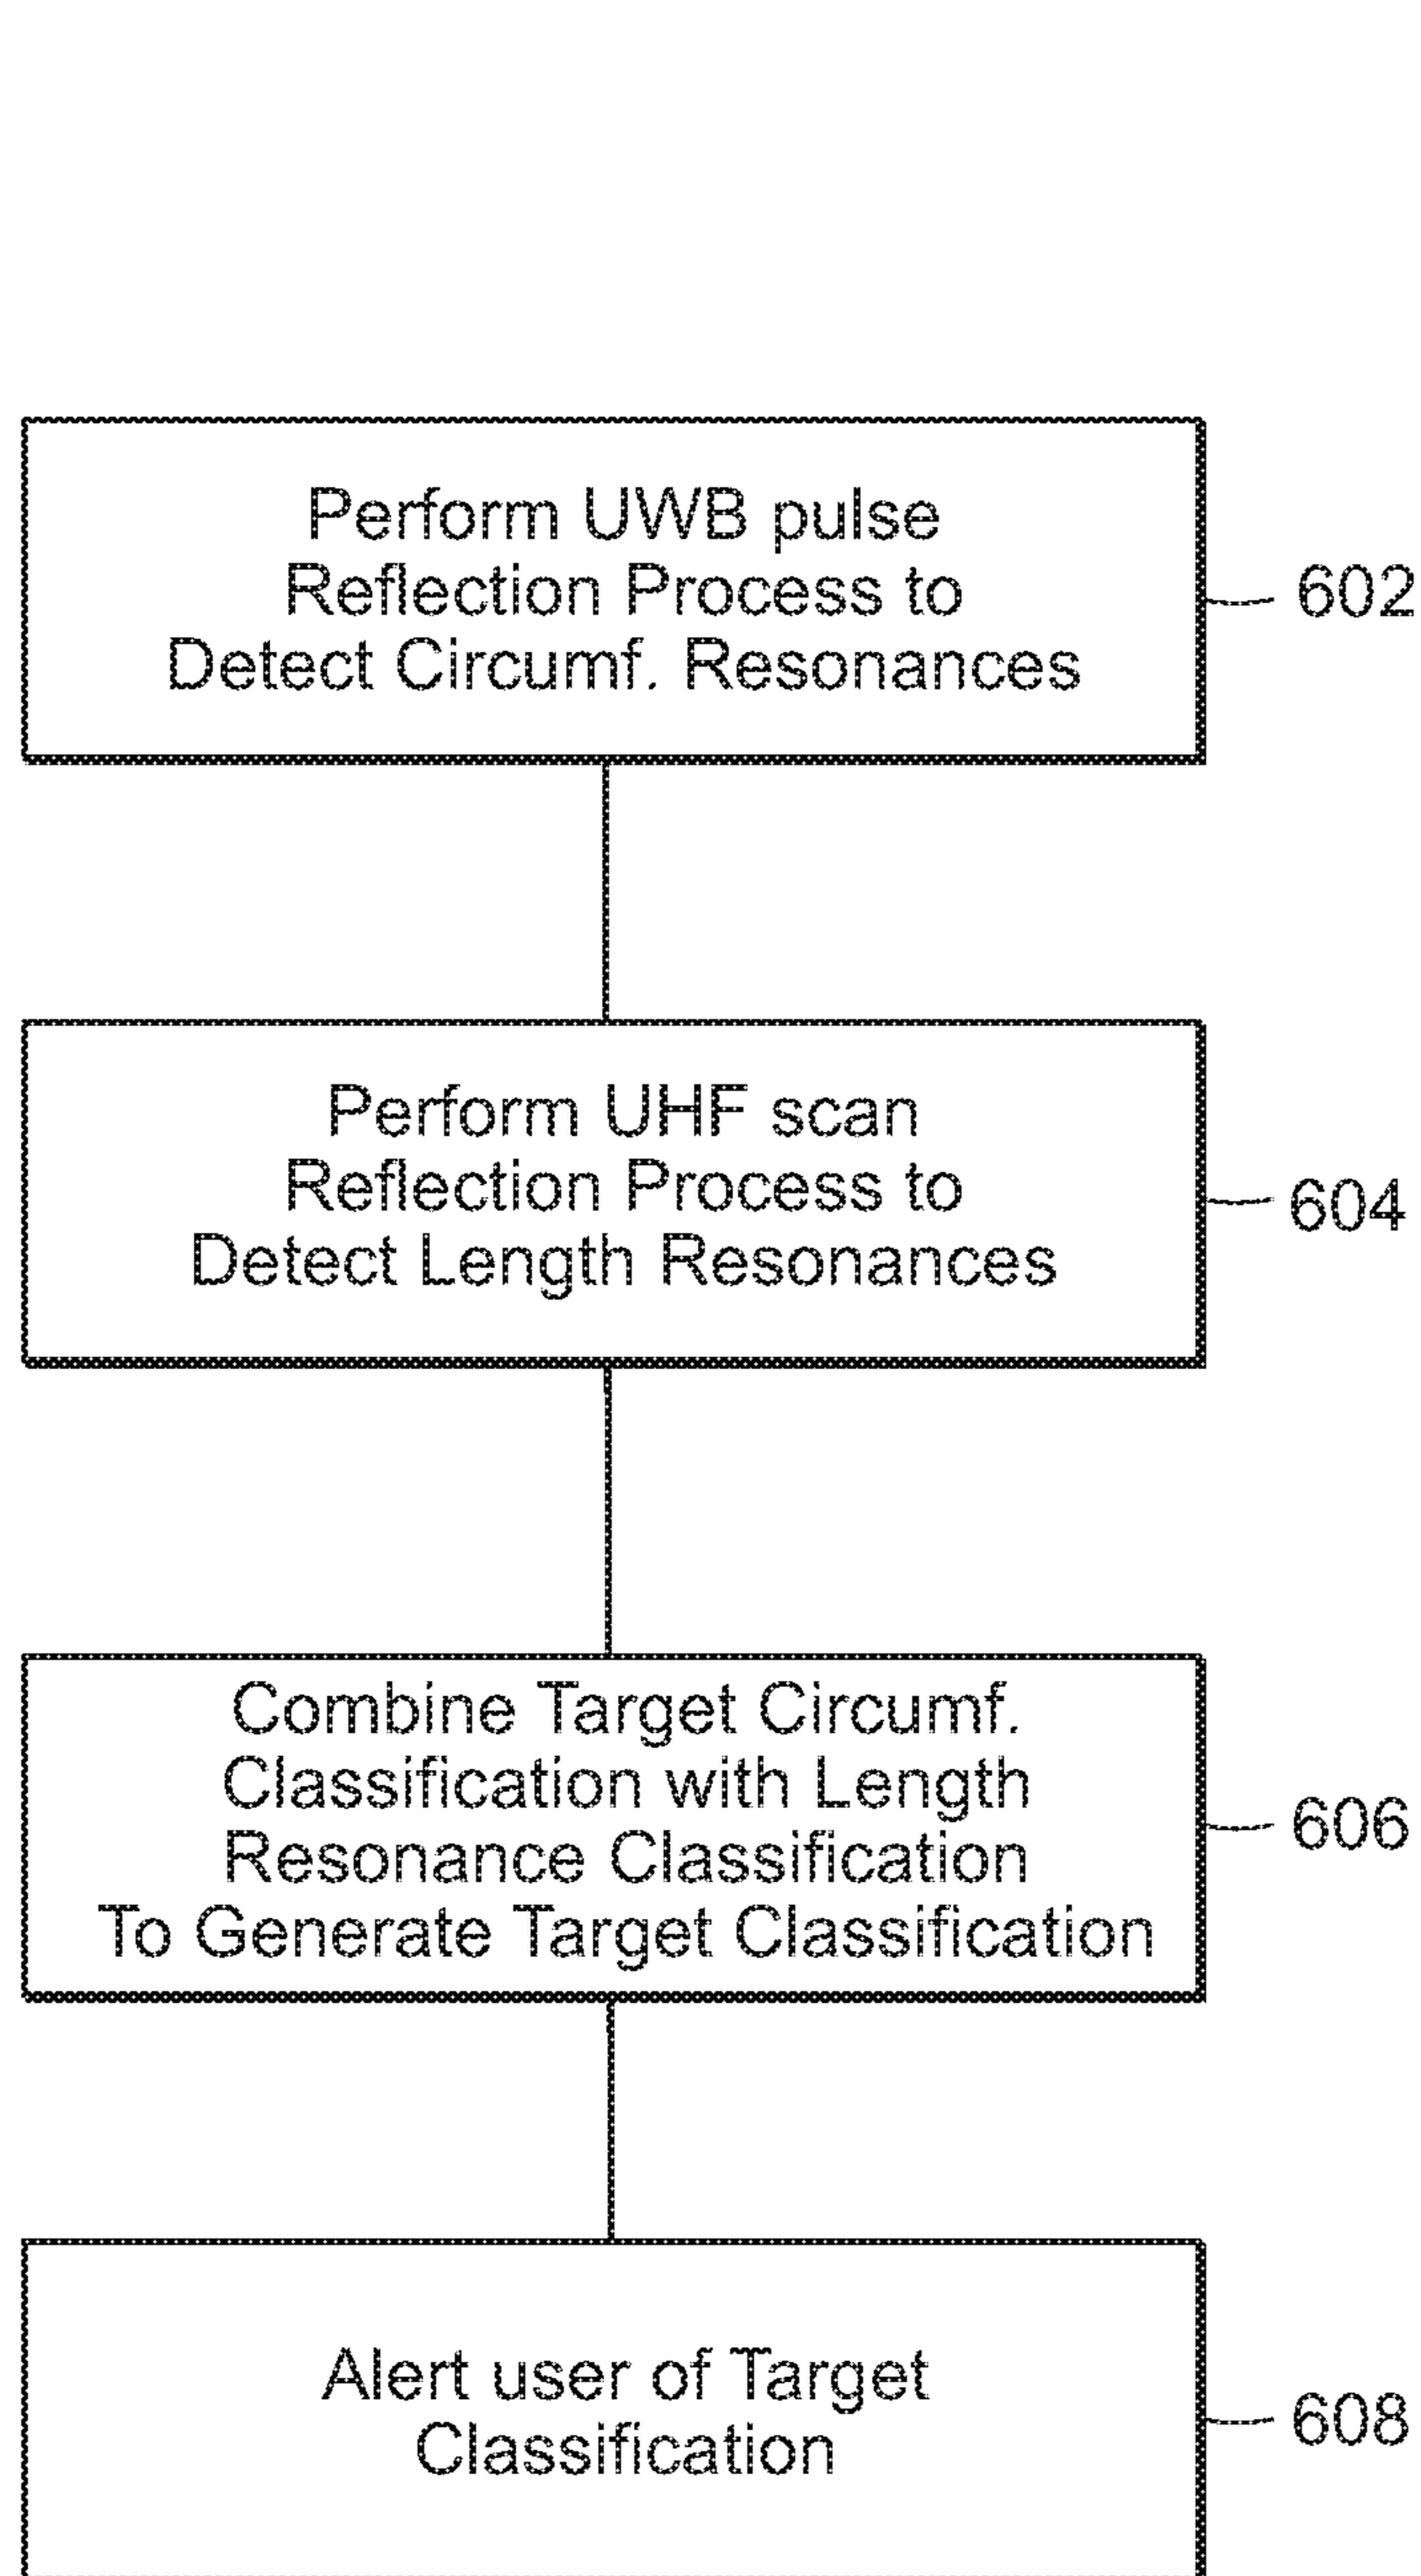 Perform UWB pulse
Reflection Process to
Detect Circumf. Resonances
602
Perform UHF scan
Reflection Process to
Detect Length Resonances
604
Combine Target Circumf.
Classification with Length
Resonance Classification
To Generate Target Classification
606
Alert user of Target
Classification
608